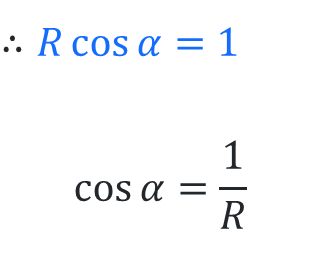 ∴ R cos α = 1
cos α = 1/R